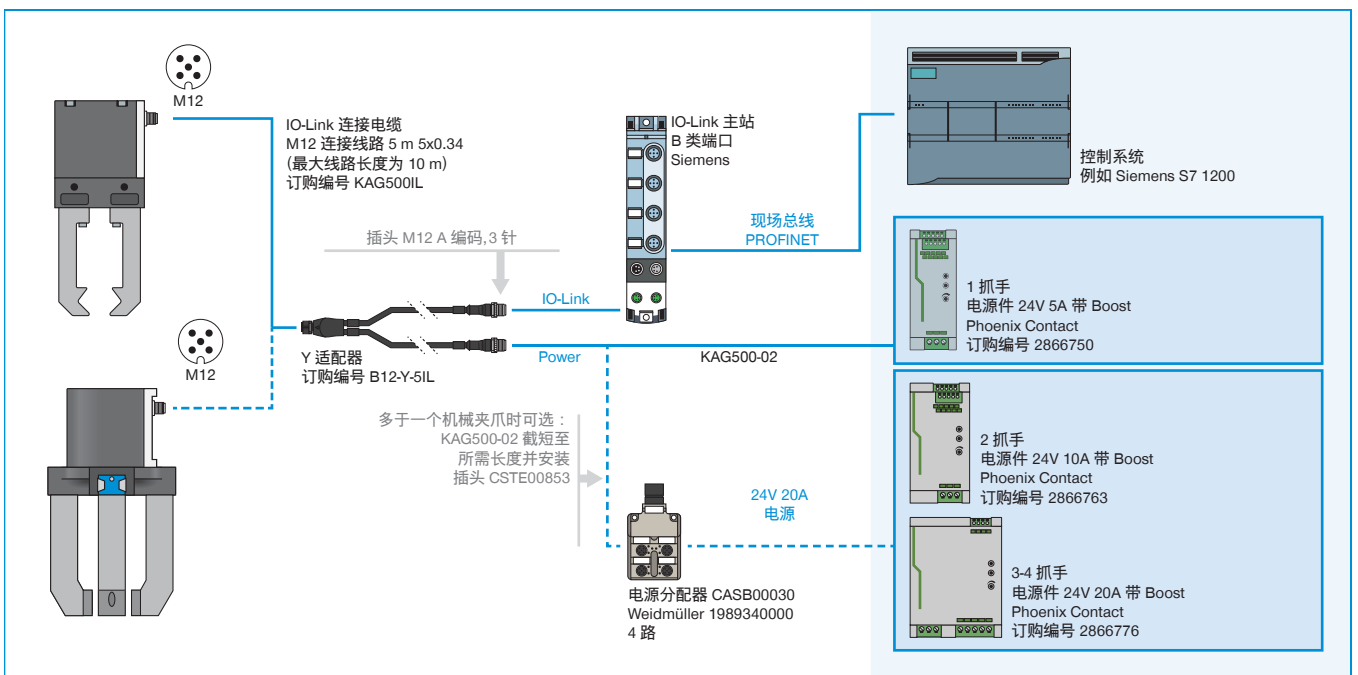 M12
IO-Link 连接电缆
M12 连接线路 5 m 5x0.34
(最大线路长度为 10 m)
订购编号 KAG500IL
IO-Link 主站
B 类端口
Siemens
控制系统
例如 Siemens S7 1200
插头 M12 A 编码,3 针
现场总线
PROFINET
IO-Link
M12
Y 适配器
订购编号 B12-Y-5IL
Power
KAG500-02
1 抓手
电源件 24V 5A 带 Boost
Phoenix Contact
订购编号 2866750
多于一个机械夹爪时可选：
KAG500-02 截短至
所需长度并安装
插头 CSTE00853
24V 20A
电源
2 抓手
电源件 24V 10A 带 Boost
Phoenix Contact
订购编号 2866763
电源分配器 CASB00030
Weidmüller 1989340000
4 路
3-4 抓手
电源件 24V 20A 带 Boost
Phoenix Contact
订购编号 2866776